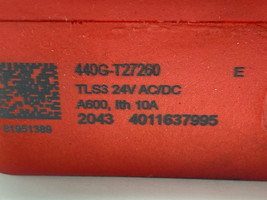 440G-T27260 E
TLS3 24V AC/DC
A600, Ith 10A
2043 4011637995
81951389